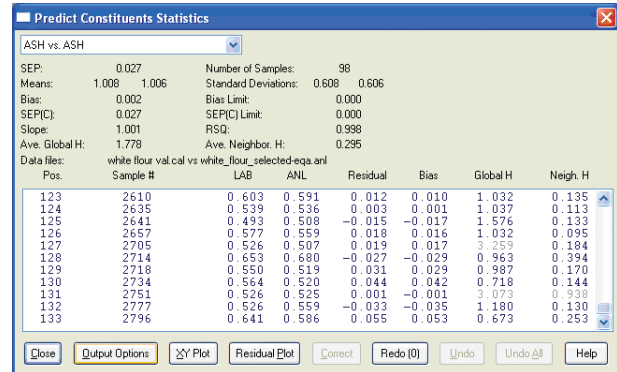 Predict Constituents Statistics
ASH vs. ASH
SEP: 0.027 Number of Samples: 98
Means: 1.008 1.006 Standard Deviations: 0.608 0.606
Bias: 0.002 Bias Limit: 0.000
SEP(C): 0.027 SEP(C) Limit: 0.000
Slope: 1.001 RSQ: 0.998
Ave. Global H: 1.778 Ave. Neighbor. H: 0.295
Data files: white flour val.cal vs white_flour_selected-eqa.anl
Pos. Sample # LAB ANL Residual Bias Global H Neigh. H
123 2610 0.603 0.591 0.012 0.010 1.032 0.135
124 2635 0.539 0.536 0.003 0.001 1.037 0.113
125 2641 0.493 0.508 -0.015 -0.017 1.576 0.133
126 2657 0.577 0.559 0.018 0.016 1.032 0.095
127 2705 0.526 0.507 0.019 0.017 3.259 0.184
128 2714 0.653 0.680 -0.027 -0.029 0.963 0.394
129 2718 0.550 0.519 0.031 0.029 0.987 0.170
130 2734 0.564 0.520 0.044 0.042 0.718 0.144
131 2751 0.526 0.525 0.001 -0.001 3.073 0.938
132 2777 0.526 0.559 -0.033 -0.035 1.180 0.130
133 2796 0.641 0.586 0.055 0.053 0.673 0.253
Close Output Options XY Plot Residual Plot Correct Redo (0) Undo Undo All Help